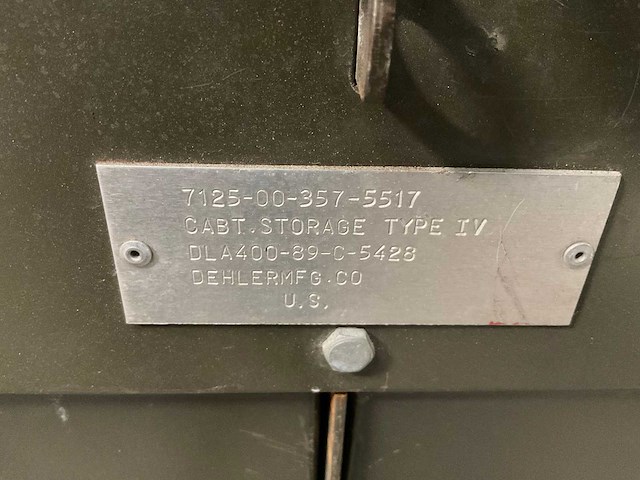 7125-00-357-5517
CABT.STORAGE TYPE IV
DLA400-89-C-5428
DEHLERMFG.CO
U.S.